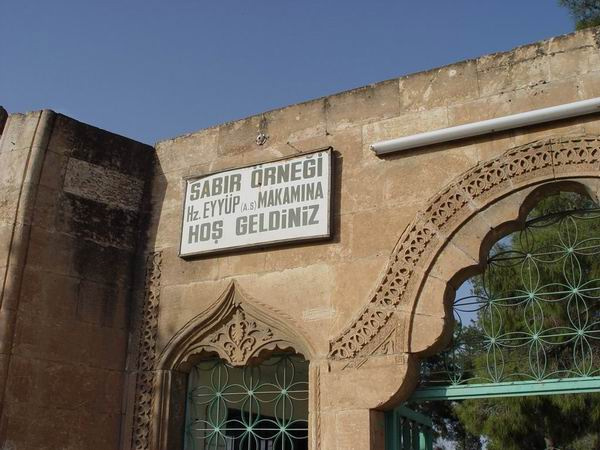 SABIR ÖRNEĞİ
Hz. EYYÜP (A.S) MAKAMINA
HOŞ GELDİNİZ